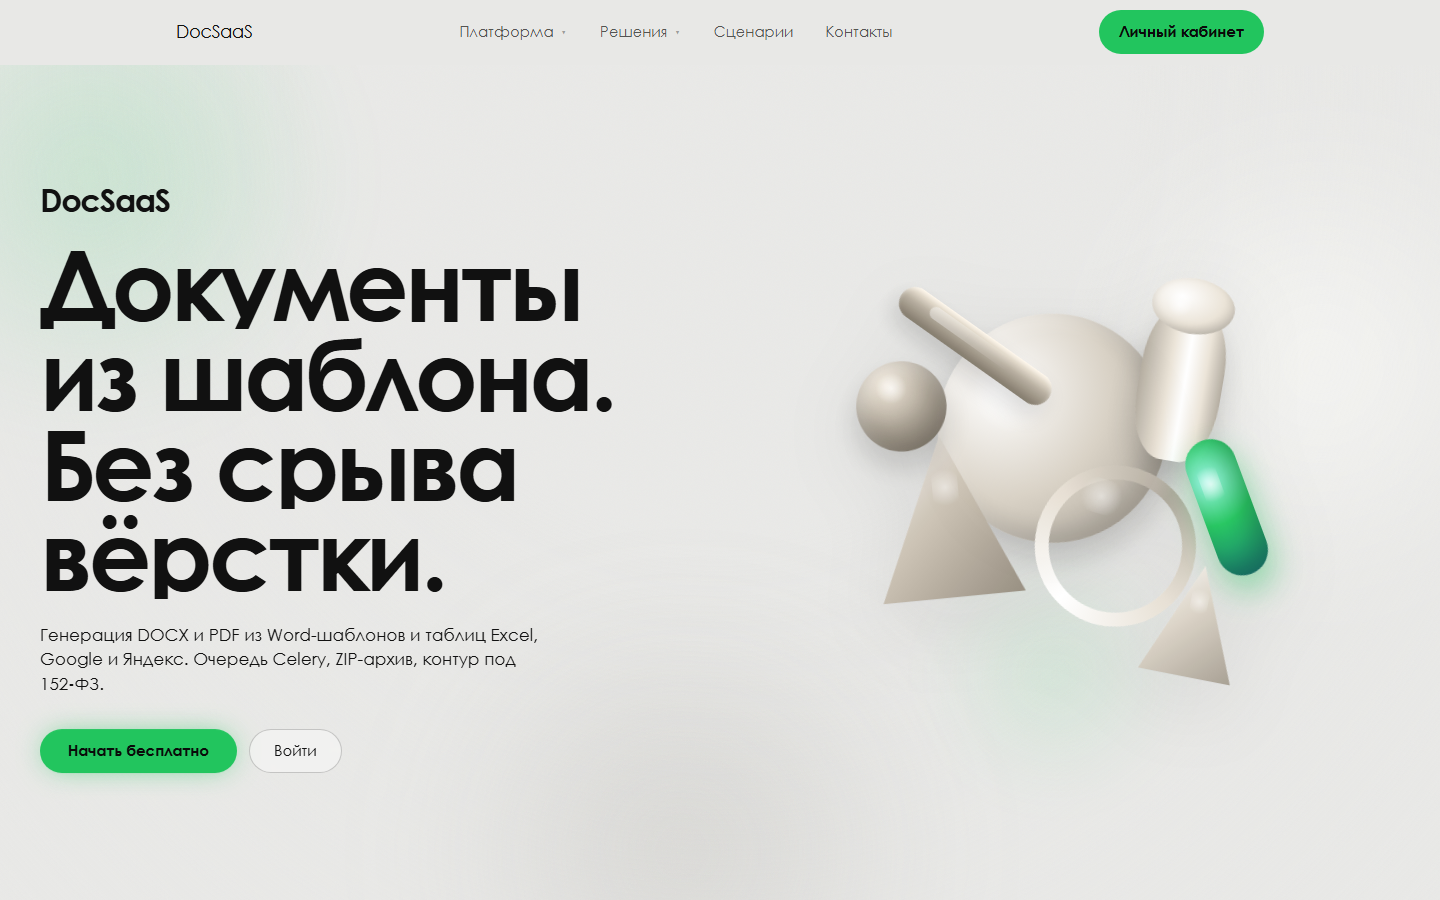 DocSaaS
Платформа
Решения
Сценарии
Контакты
Личный кабинет
DocSaaS
Документы
из шаблона.
Без срыва
вёрстки.
Генерация DOCX и PDF из Word-шаблонов и таблиц Excel,
Google и Яндекс. Очередь Celery, ZIP-архив, контур под
152-ФЗ.
Начать бесплатно
Войти